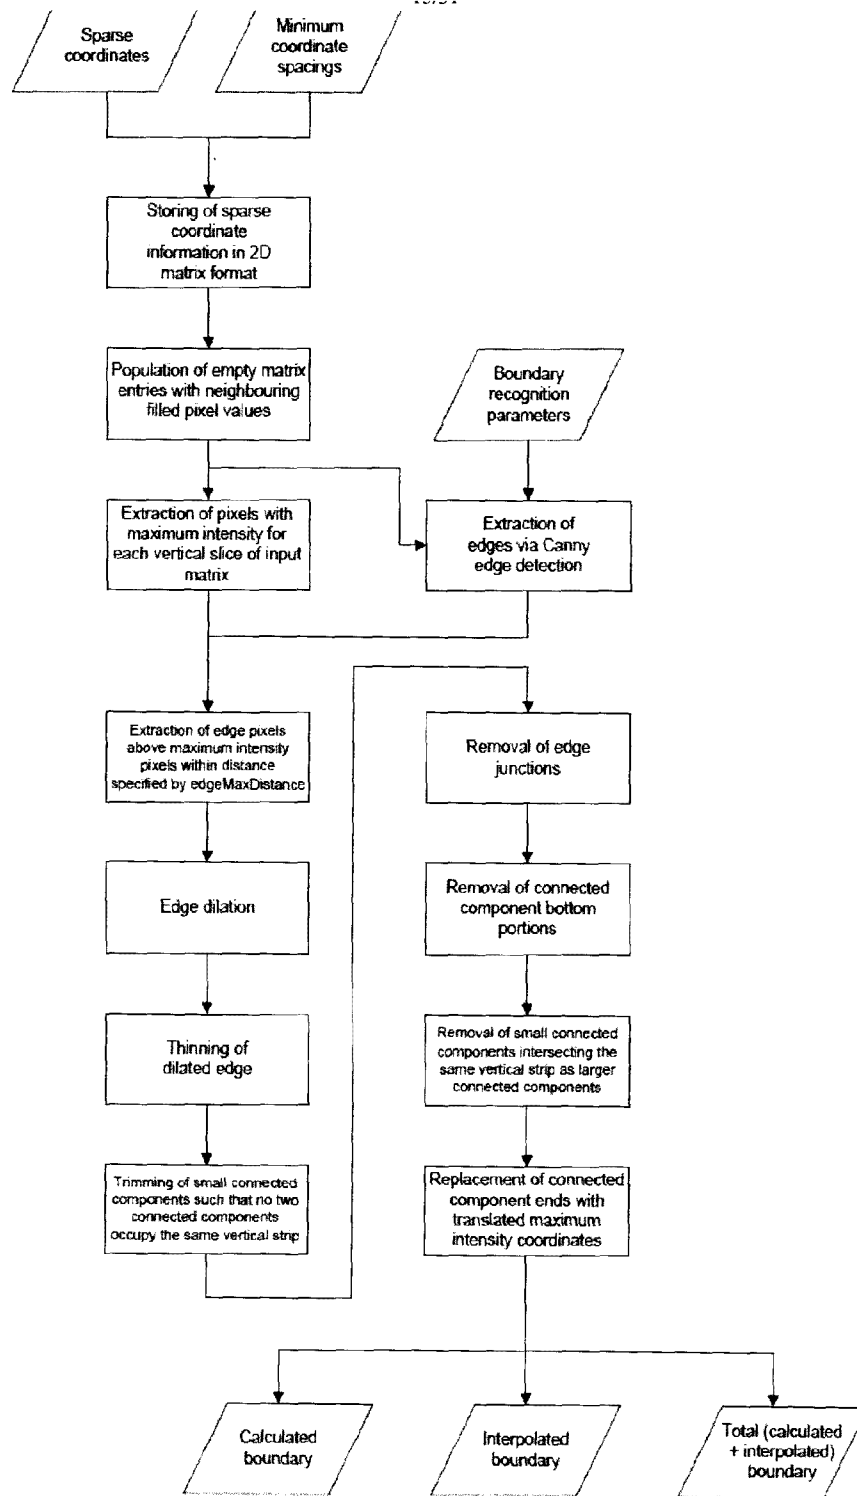 Sparse
coordinates
Minimum
coordinate
spacings
Storing of sparse
coordinate
information in 2D
matrix format
Population of empty matrix
entries with neighbouring
filled pixel values
Boundary
recognition
parameters
Extraction of pixels with
maximum intensity for
each vertical slice of input
matrix
Extraction of
edges via Canny
edge detection
Extraction of edge pixels
above maximum intensity
pixels within distance
specified by edgeMaxDistance
Edge dilation
Thinning of
dilated edge
Trimming of small connected
components such that no two
connected components
occupy the same vertical strip
Removal of edge
junctions
Removal of connected
component bottom
portions
Removal of small connected
components intersecting the
same vertical strip as larger
connected components
Replacement of connected
component ends with
translated maximum
intensity coordinates
Calculated
boundary
Interpolated
boundary
Total (calculated
+ interpolated)
boundary